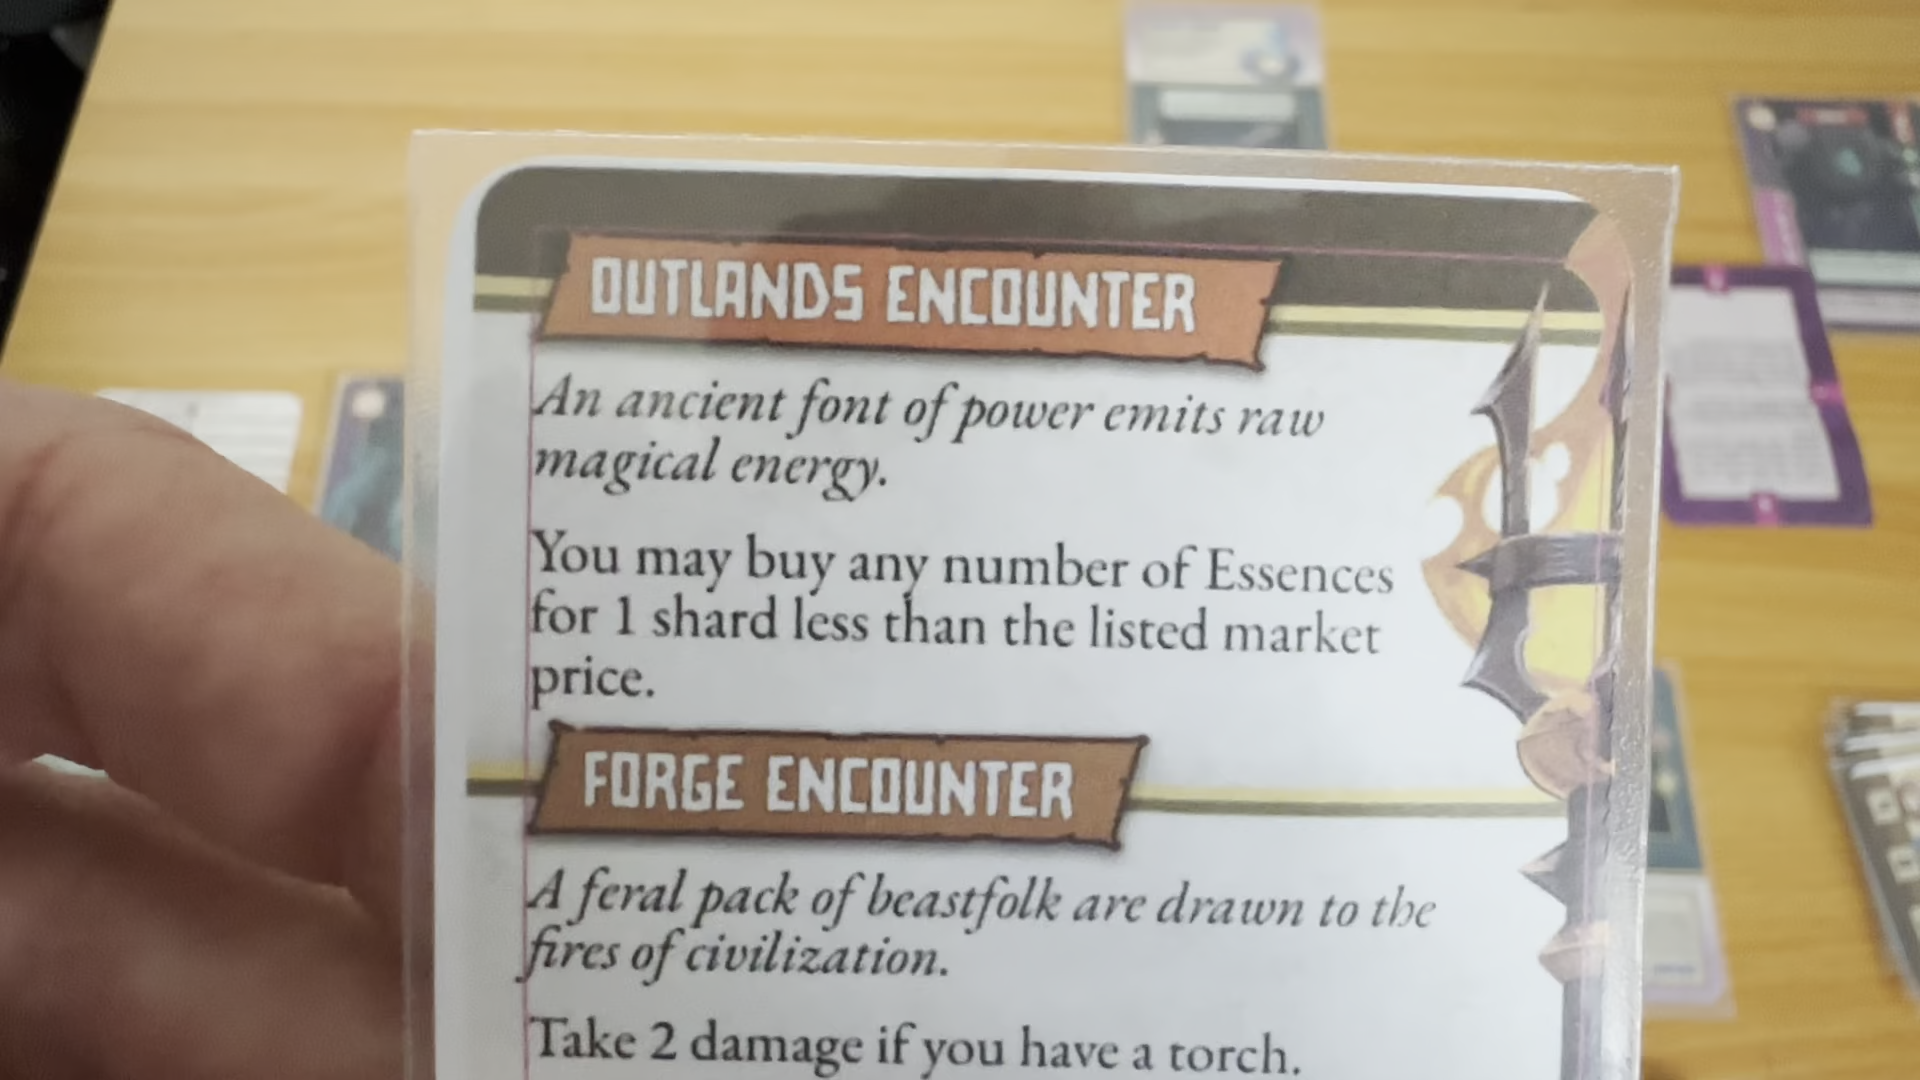 OUTLANDS ENCOUNTER
An ancient font of power emits raw
magical energy.
You may buy any number of Essences
for 1 shard less than the listed market
price.
FORGE ENCOUNTER
A feral pack of beastfolk are drawn to the
fires of civilization.
Take 2 damage if you have a torch.